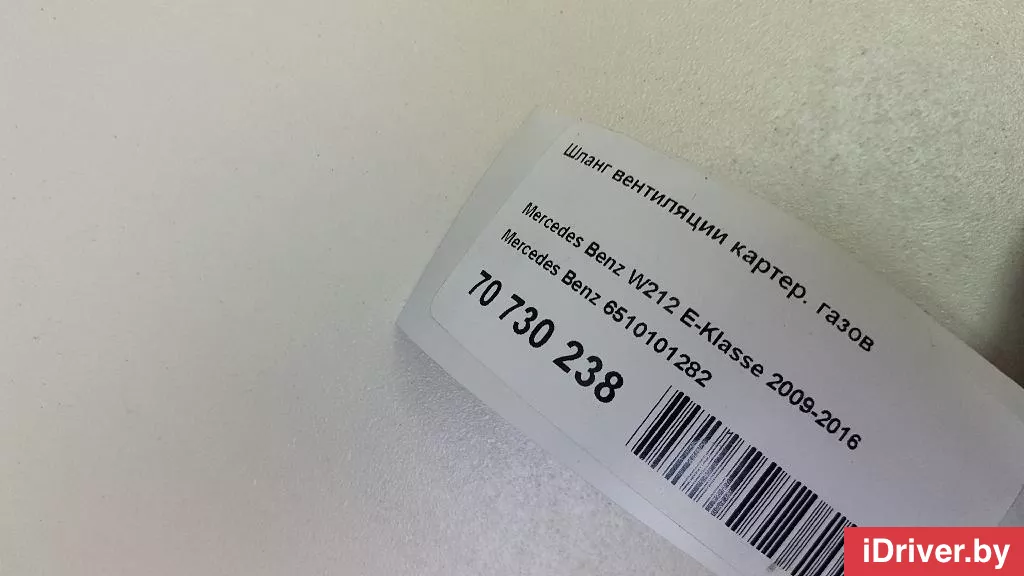 Шланг вентиляции картер. газов
Mercedes Benz W212 E-Klasse 2009-2016
Mercedes Benz 6510101282
70 730 238
iDriver.by